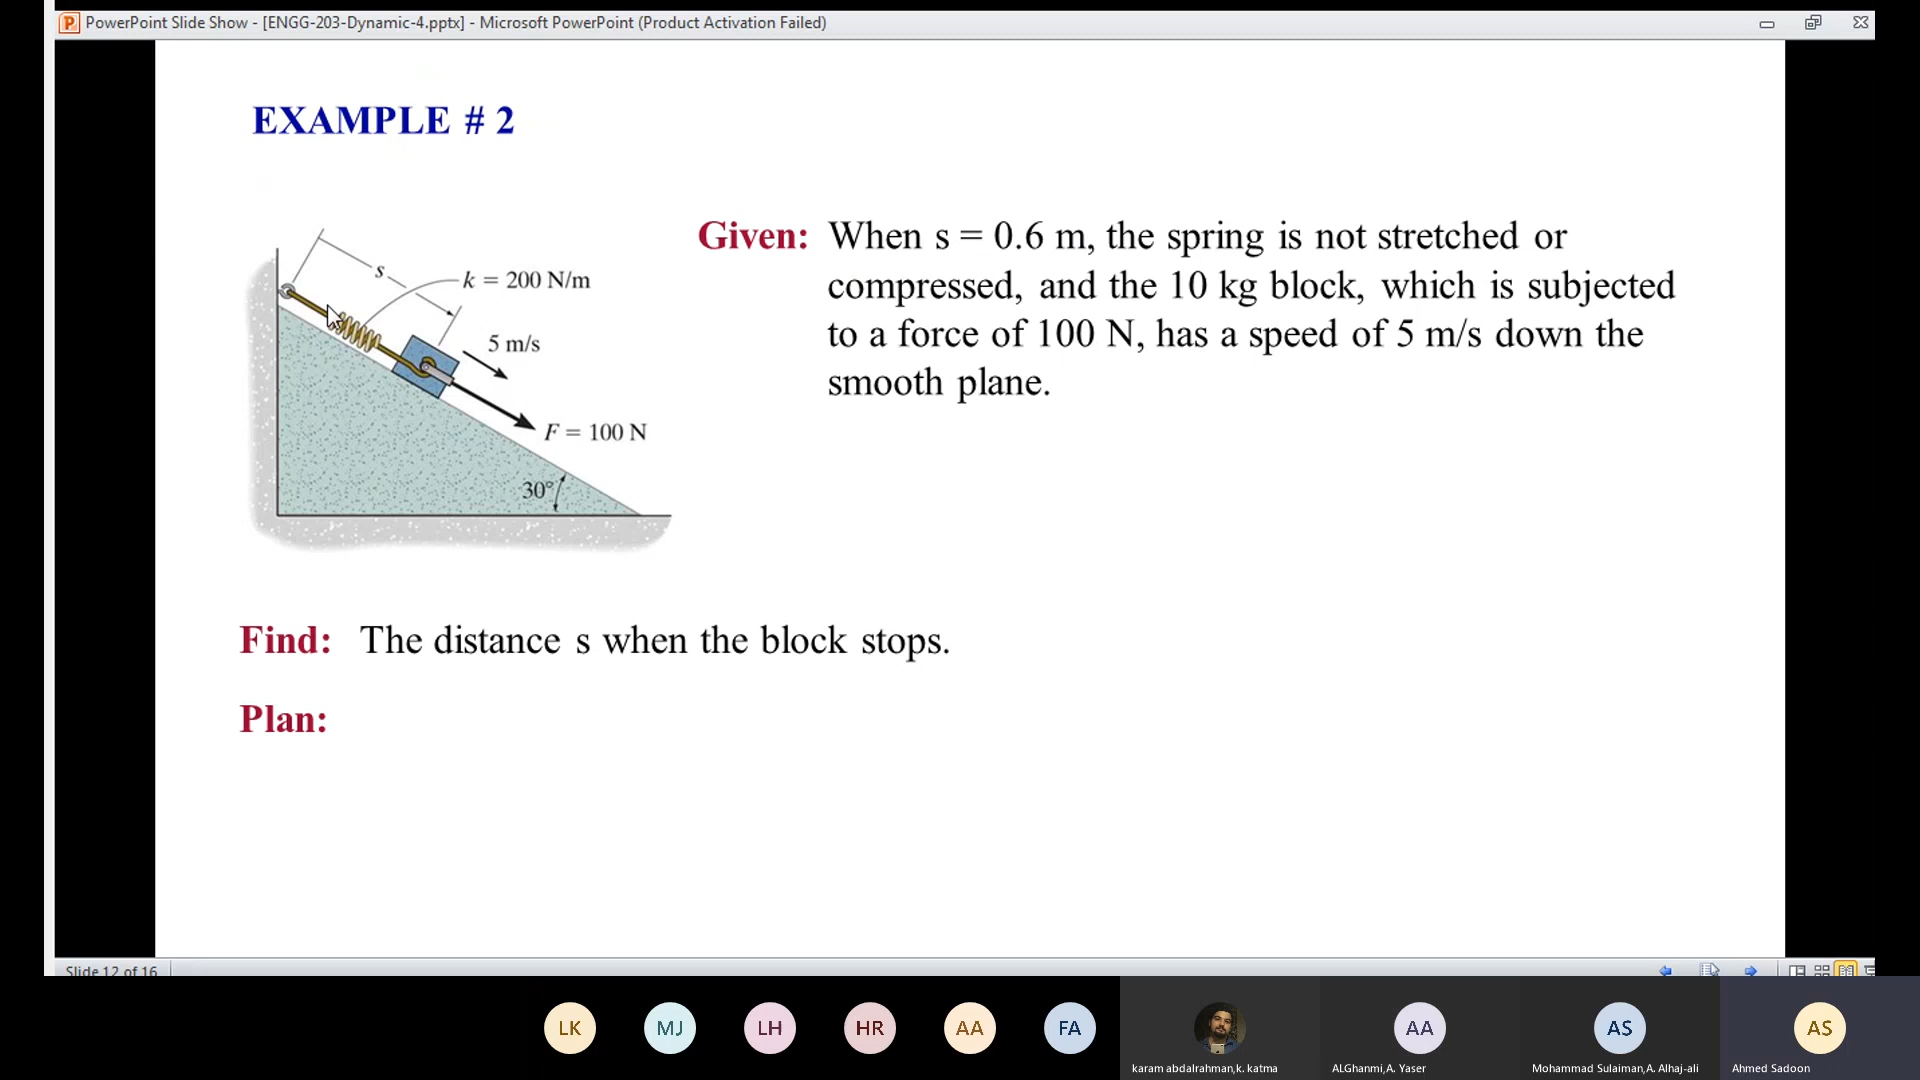 PowerPoint Slide Show - [ENGG-203-Dynamic-4.pptx] - Microsoft PowerPoint (Product Activation Failed)
EXAMPLE # 2
Given: When s = 0.6 m, the spring is not stretched or
compressed, and the 10 kg block, which is subjected
to a force of 100 N, has a speed of 5 m/s down the
smooth plane.
s
k = 200 N/m
5 m/s
F = 100 N
30°
Find: The distance s when the block stops.
Plan:
Slide 12 of 16
LK
MJ
LH
HR
AA
FA
AA
AS
AS
karam abdalrahman,k. katma
ALGhanmi,A. Yaser
Mohammad Sulaiman,A. Alhaj-ali
Ahmed Sadoon